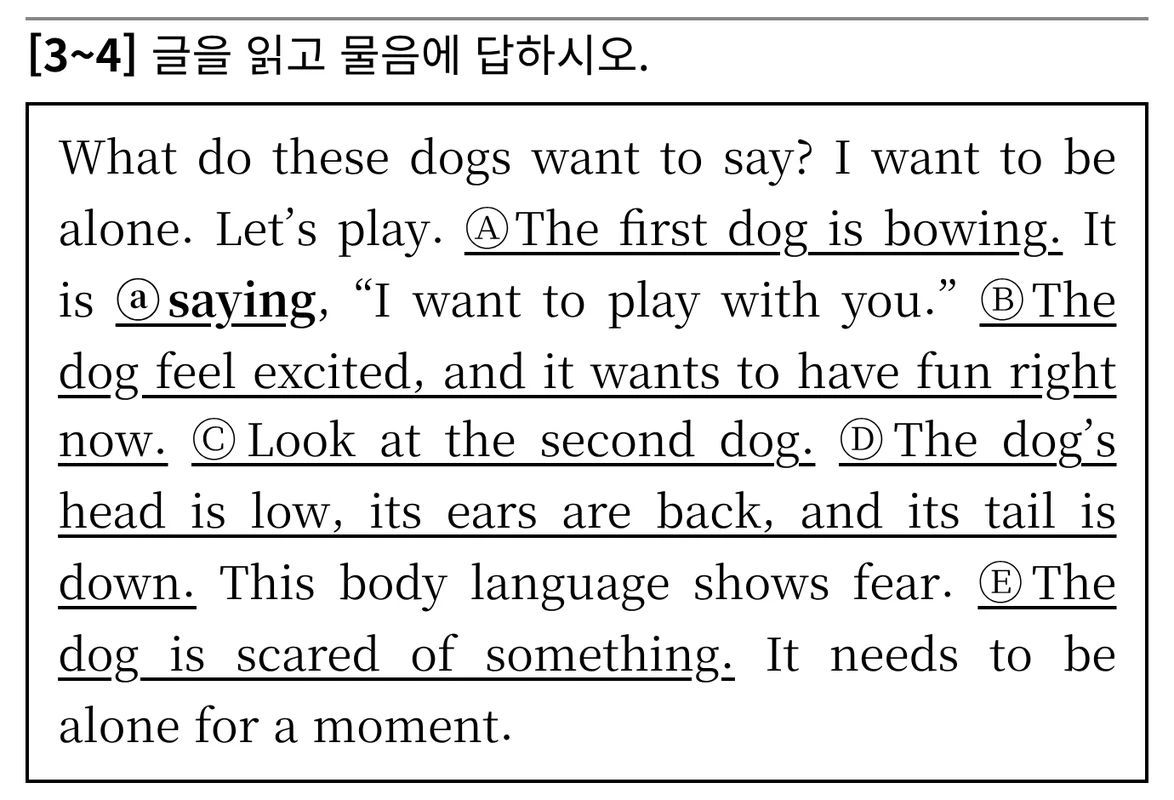 [3~4] 글을 읽고 물음에 답하시오.
What do these dogs want to say? I want to be
alone. Let’s play. ⒶThe first dog is bowing. It
is ⓐsaying, “I want to play with you.” ⒷThe
dog feel excited, and it wants to have fun right
now. ⒸLook at the second dog. ⒹThe dog’s
head is low, its ears are back, and its tail is
down. This body language shows fear. ⒺThe
dog is scared of something. It needs to be
alone for a moment.